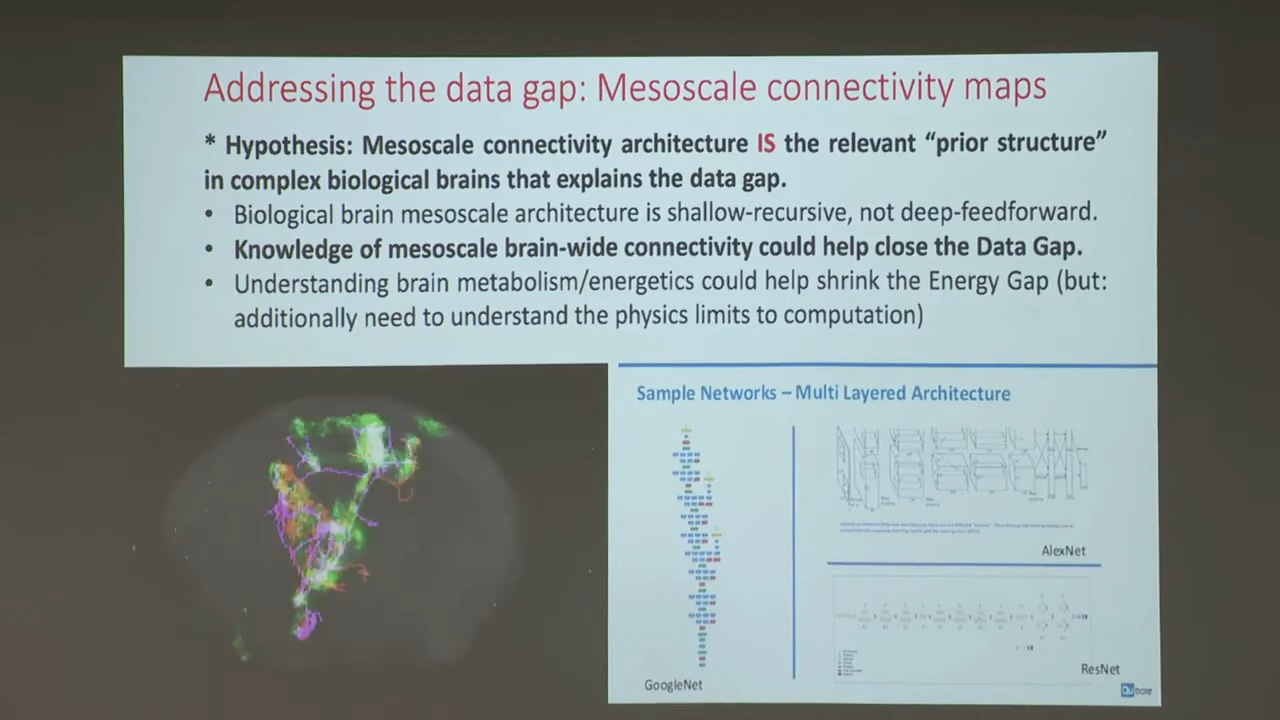 Addressing the data gap: Mesoscale connectivity maps
* Hypothesis: Mesoscale connectivity architecture IS the relevant “prior structure”
in complex biological brains that explains the data gap.
• Biological brain mesoscale architecture is shallow-recursive, not deep-feedforward.
• Knowledge of mesoscale brain-wide connectivity could help close the Data Gap.
• Understanding brain metabolism/energetics could help shrink the Energy Gap (but:
additionally need to understand the physics limits to computation)
Sample Networks – Multi Layered Architecture
AlexNet
GoogleNet
ResNet